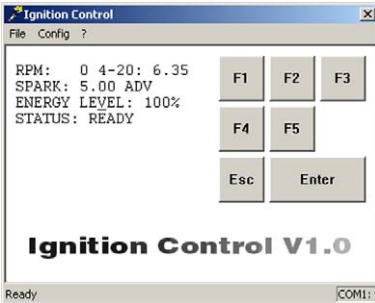 Ignition Control
File Config ?
RPM: 0 4-20: 6.35
SPARK: 5.00 ADV
ENERGY LEVEL: 100%
STATUS: READY
F1 F2 F3
F4 F5
Esc Enter
Ignition Control V1.0
Ready COM1: